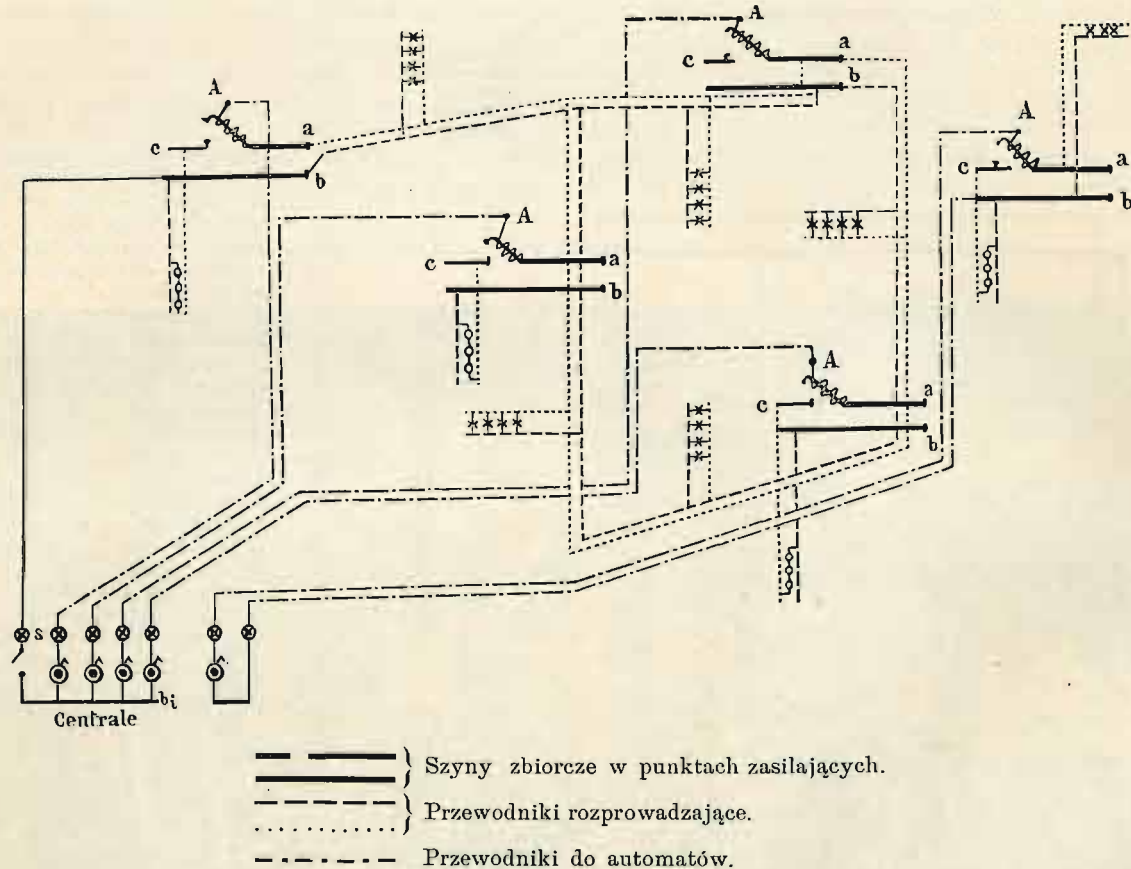 A
a
c
b
A
a
c
b
A
a
c
b
A
a
c
b
A
a
c
b
s
bi
Centrale
Szyny zbiorcze w punktach zasilających.
Przewodniki rozprowadzające.
Przewodniki do automatów.